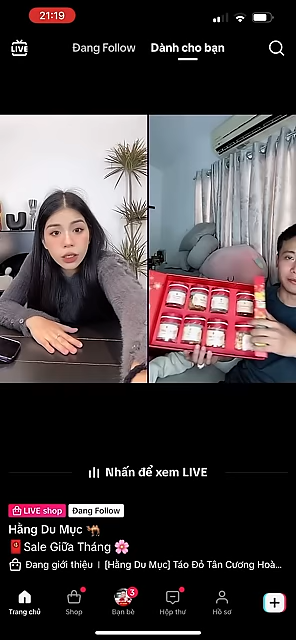 21:19
LIVE
Đang Follow
Dành cho bạn
Nhấn để xem LIVE
LIVE shop
Đang Follow
Hằng Du Mục 🐫
🧧Sale Giữa Tháng 🌸
Đang giới thiệu | [Hằng Du Mục] Táo Đỏ Tân Cương Hoà...
Trang chủ
Shop
Bạn bè
3
Hộp thư
Hồ sơ